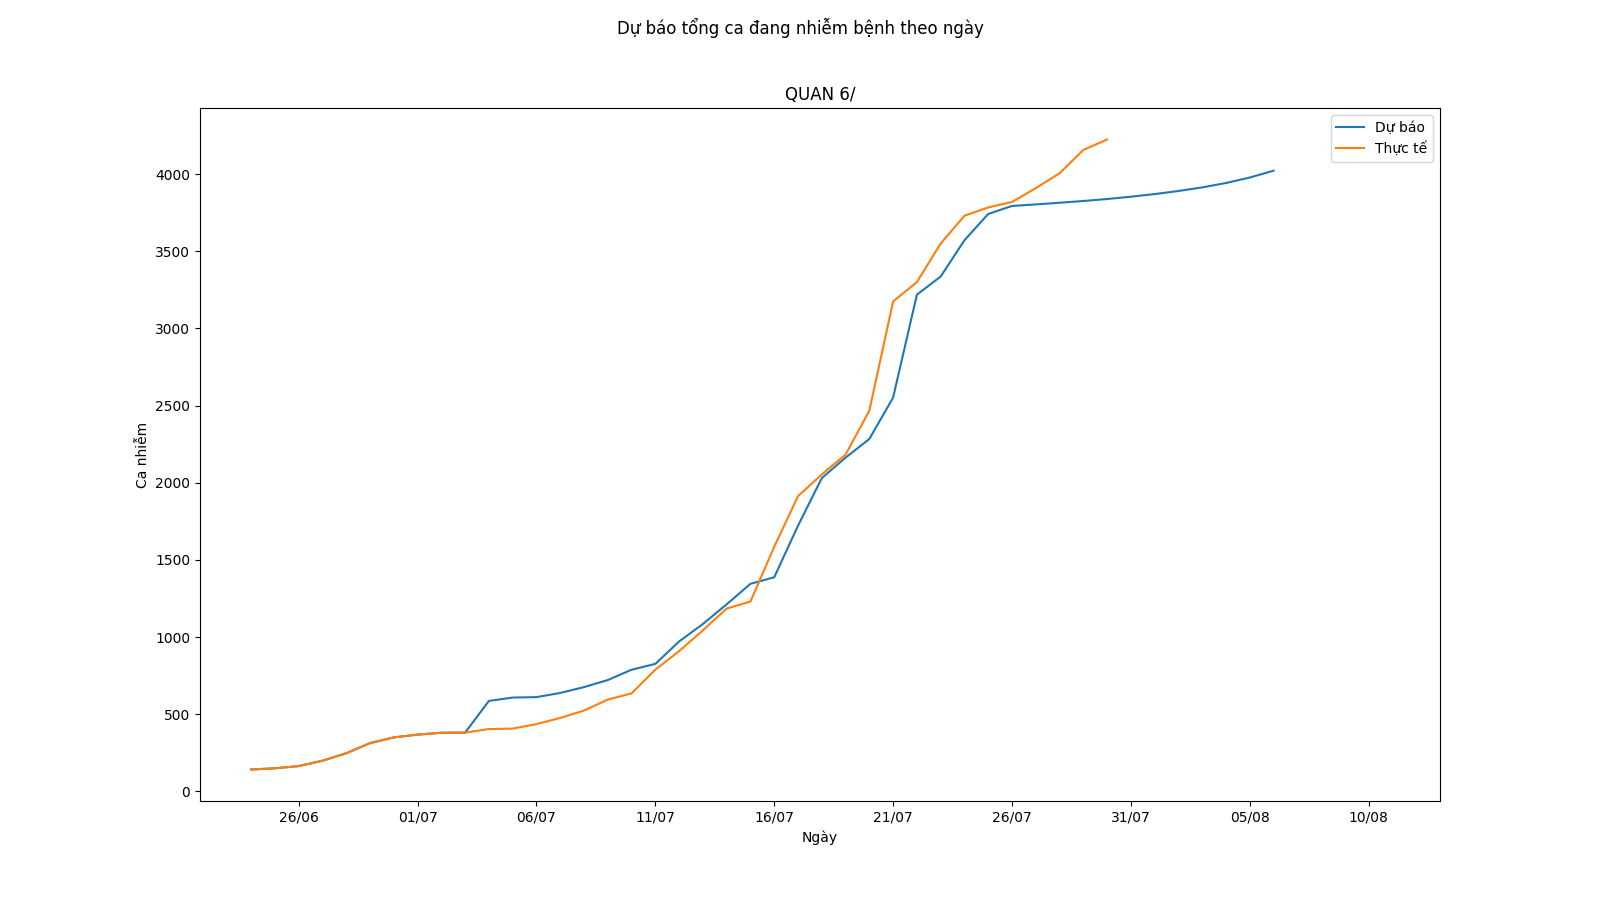 Dự báo tổng ca đang nhiễm bệnh theo ngày
QUAN 6/
Dự báo
Thực tế
4000
3500
3000
2500
2000
1500
1000
500
0
Ca nhiễm
26/06 01/07 06/07 11/07 16/07 21/07 26/07 31/07 05/08 10/08
Ngày